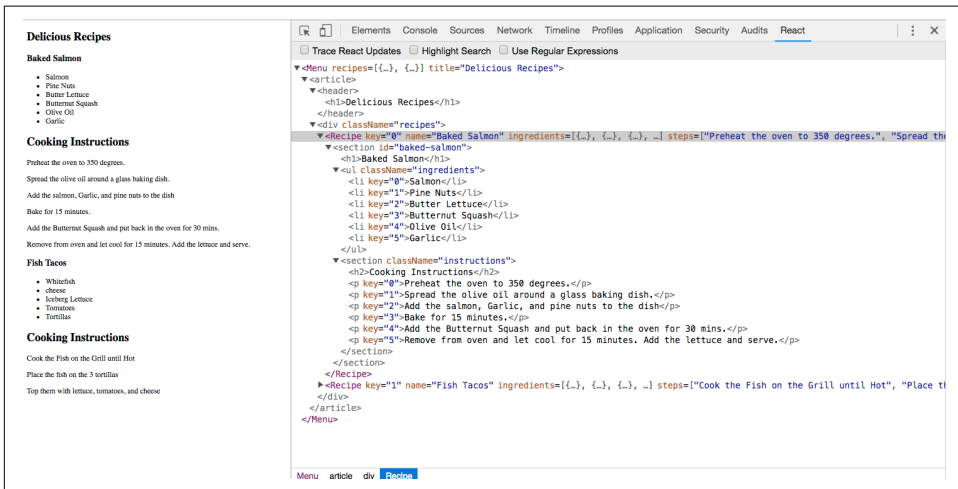 Delicious Recipes
Baked Salmon
• Salmon
• Pine Nuts
• Butter Lettuce
• Butternut Squash
• Olive Oil
• Garlic
Cooking Instructions
Preheat the oven to 350 degrees.
Spread the olive oil around a glass baking dish.
Add the salmon, Garlic, and pine nuts to the dish
Bake for 15 minutes.
Add the Butternut Squash and put back in the oven for 30 mins.
Remove from oven and let cool for 15 minutes. Add the lettuce and serve.
Fish Tacos
• Whitefish
• cheese
• Iceberg Lettuce
• Tomatoes
• Tortillas
Cooking Instructions
Cook the Fish on the Grill until Hot
Place the fish on the 3 tortillas
Top them with lettuce, tomatoes, and cheese
Elements Console Sources Network Timeline Profiles Application Security Audits React
Trace React Updates Highlight Search Use Regular Expressions
<Menu recipes=[{…}, {…}] title="Delicious Recipes">
<article>
<header>
<h1>Delicious Recipes</h1>
</header>
<div className="recipes">
<Recipe key="0" name="Baked Salmon" ingredients=[{…}, {…}, {…}, …] steps=["Preheat the oven to 350 degrees.", "Spread the
<section id="baked-salmon">
<h1>Baked Salmon</h1>
<ul className="ingredients">
<li key="0">Salmon</li>
<li key="1">Pine Nuts</li>
<li key="2">Butter Lettuce</li>
<li key="3">Butternut Squash</li>
<li key="4">Olive Oil</li>
<li key="5">Garlic</li>
</ul>
<section className="instructions">
<h2>Cooking Instructions</h2>
<p key="0">Preheat the oven to 350 degrees.</p>
<p key="1">Spread the olive oil around a glass baking dish.</p>
<p key="2">Add the salmon, Garlic, and pine nuts to the dish</p>
<p key="3">Bake for 15 minutes.</p>
<p key="4">Add the Butternut Squash and put back in the oven for 30 mins.</p>
<p key="5">Remove from oven and let cool for 15 minutes. Add the lettuce and serve.</p>
</section>
</section>
</Recipe>
<Recipe key="1" name="Fish Tacos" ingredients=[{…}, {…}, {…}, …] steps=["Cook the Fish on the Grill until Hot", "Place th
</div>
</article>
</Menu>
Menu article div Recipe